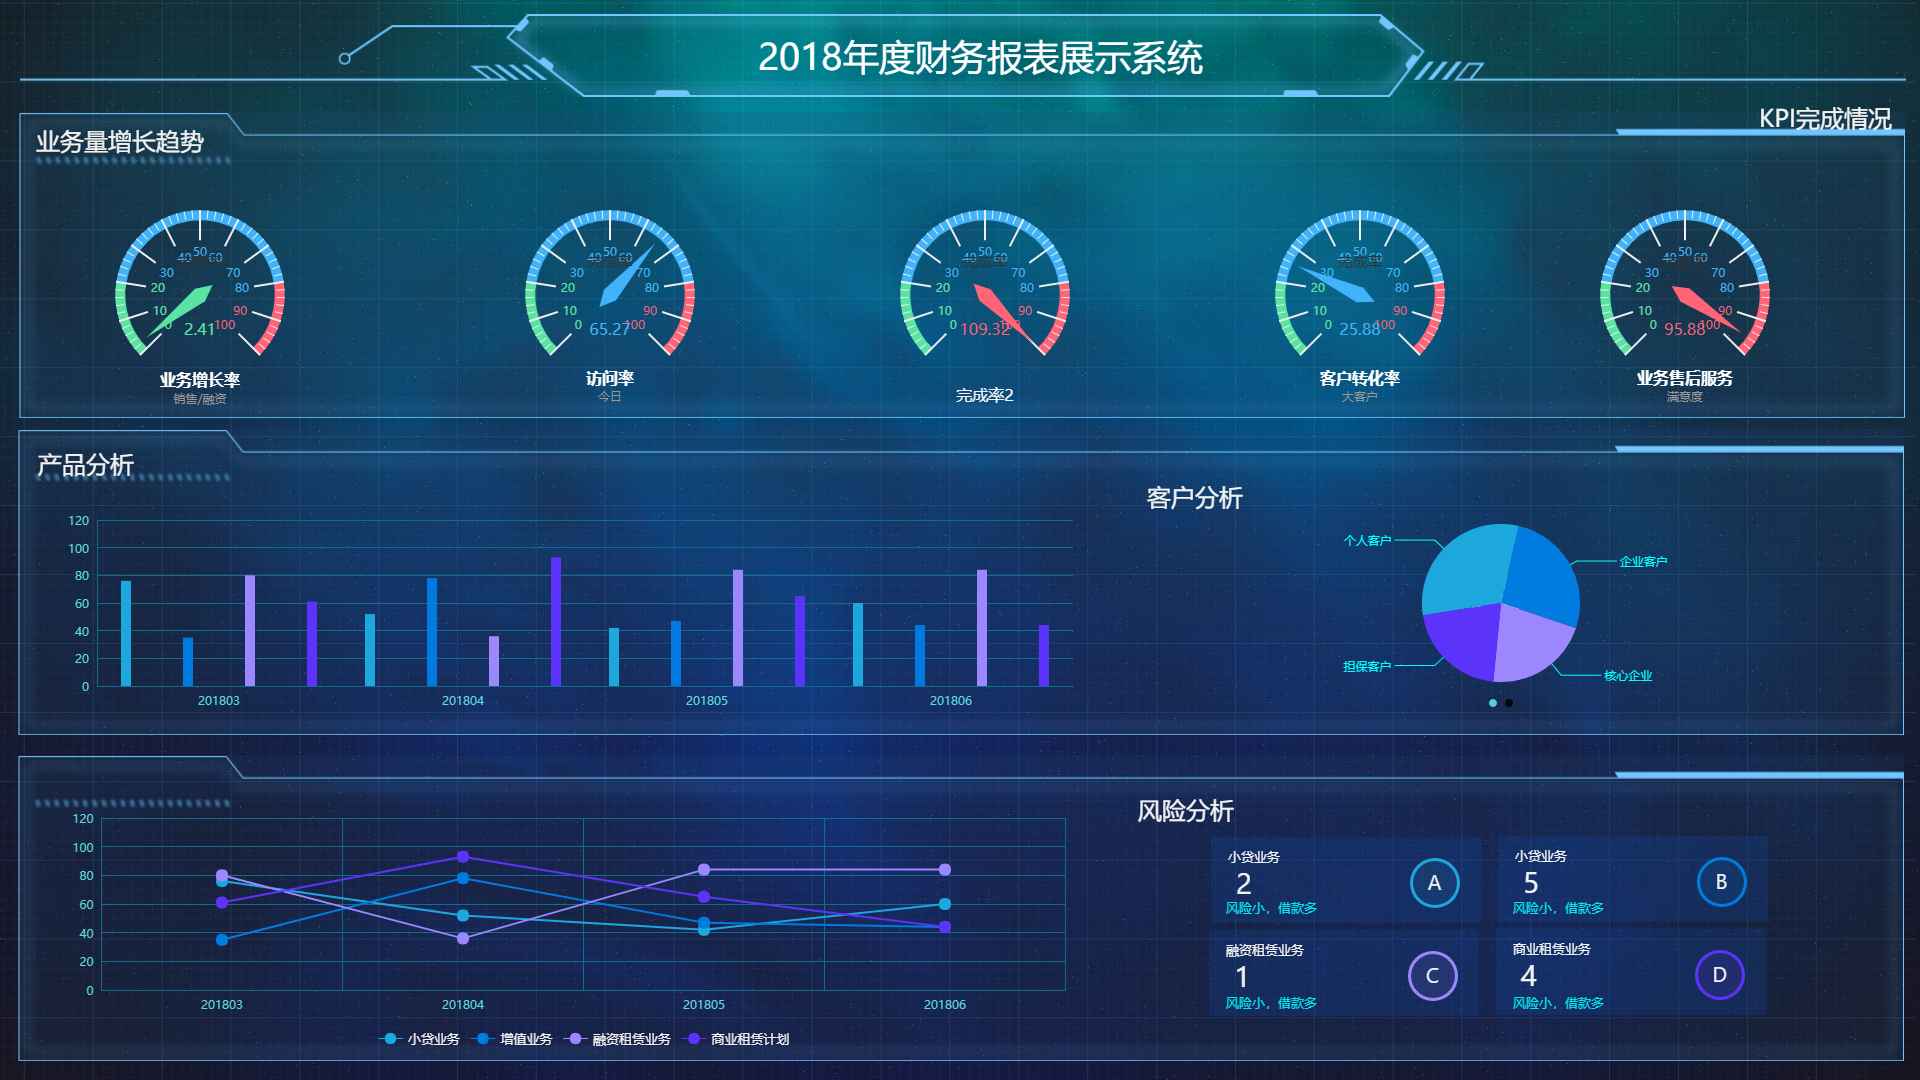 2018年度财务报表展示系统
KPI完成情况
业务量增长趋势
0
10
20
30
40
50
60
70
80
90
100
2.41
业务增长率
销售/融资
0
10
20
30
40
50
60
70
80
90
100
65.27
访问率
今日
0
10
20
30
40
50
60
70
80
90
100
109.32
完成率2
0
10
20
30
40
50
60
70
80
90
100
25.88
客户转化率
大客户
0
10
20
30
40
50
60
70
80
90
100
95.88
业务售后服务
满意度
产品分析
120
100
80
60
40
20
0
201803 201804 201805 201806
客户分析
个人客户
企业客户
担保客户
核心企业
120
100
80
60
40
20
0
201803 201804 201805 201806
小贷业务 增值业务 融资租赁业务 商业租赁计划
风险分析
小贷业务
2
风险小，借款多
A
小贷业务
5
风险小，借款多
B
融资租赁业务
1
风险小，借款多
C
商业租赁业务
4
风险小，借款多
D